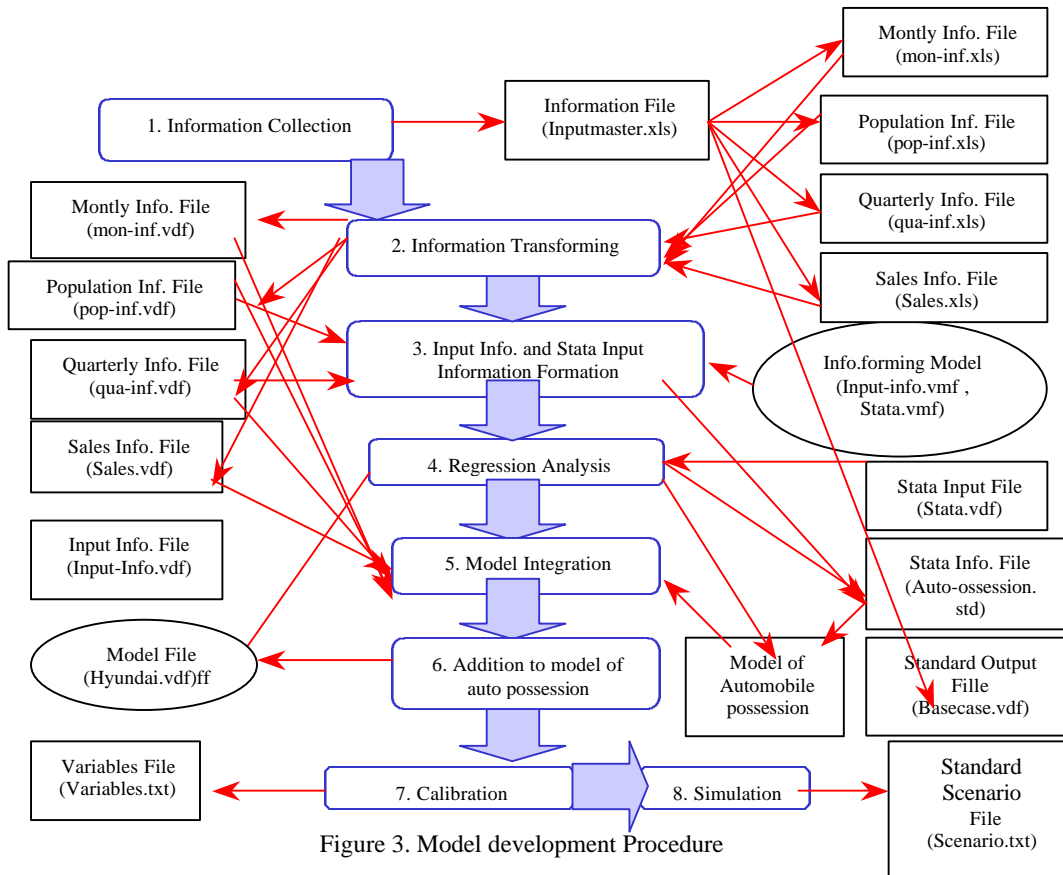 Montly Info. File
(mon-inf.xls)
1. Information Collection
Information File
(Inputmaster.xls)
Population Inf. File
(pop-inf.xls)
Montly Info. File
(mon-inf.vdf)
2. Information Transforming
Quarterly Info. File
(qua-inf.xls)
Population Inf. File
(pop-inf.vdf)
Sales Info. File
(Sales.xls)
3. Input Info. and Stata Input
Information Formation
Quarterly Info. File
(qua-inf.vdf)
Info.forming Model
(Input-info.vmf ,
Stata.vmf)
Sales Info. File
(Sales.vdf)
4. Regression Analysis
Stata Input File
(Stata.vdf)
Input Info. File
(Input-Info.vdf)
5. Model Integration
Stata Info. File
(Auto-ossession.
std)
Model File
(Hyundai.vdf)ff
6. Addition to model of
auto possession
Model of
Automobile
possession
Standard Output
Fille
(Basecase.vdf)
Variables File
(Variables.txt)
7. Calibration
8. Simulation
Standard
Scenario
File
(Scenario.txt)
Figure 3. Model development Procedure